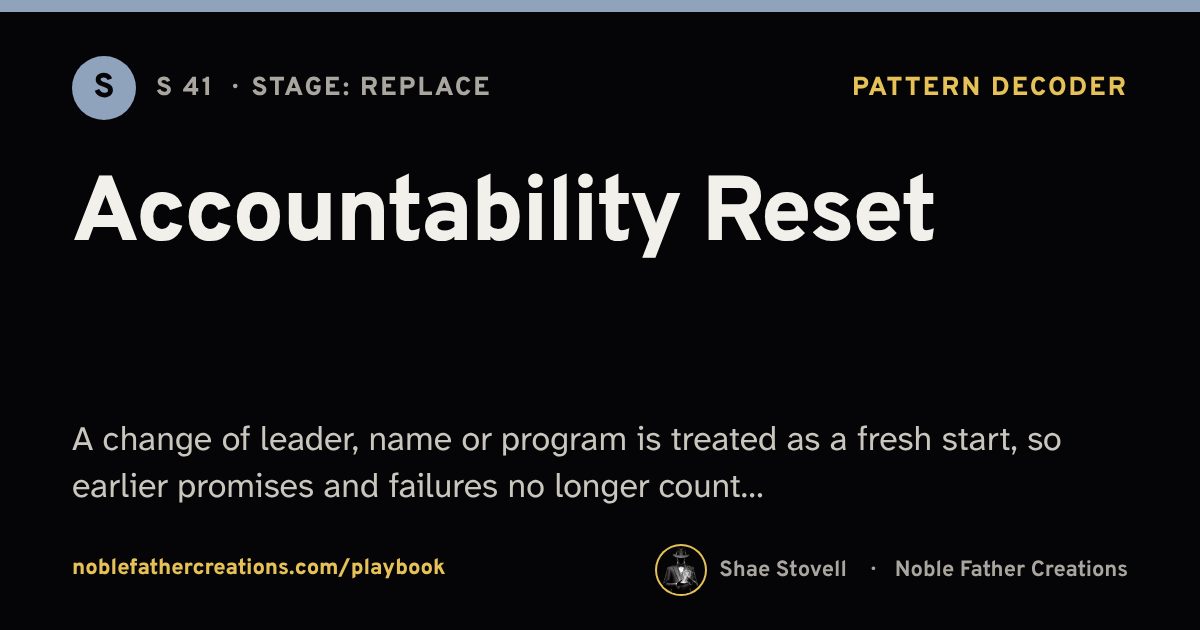 S
S 41 · STAGE: REPLACE
PATTERN DECODER
Accountability Reset
A change of leader, name or program is treated as a fresh start, so
earlier promises and failures no longer count...
noblefathercreations.com/playbook
Shae Stovell · Noble Father Creations